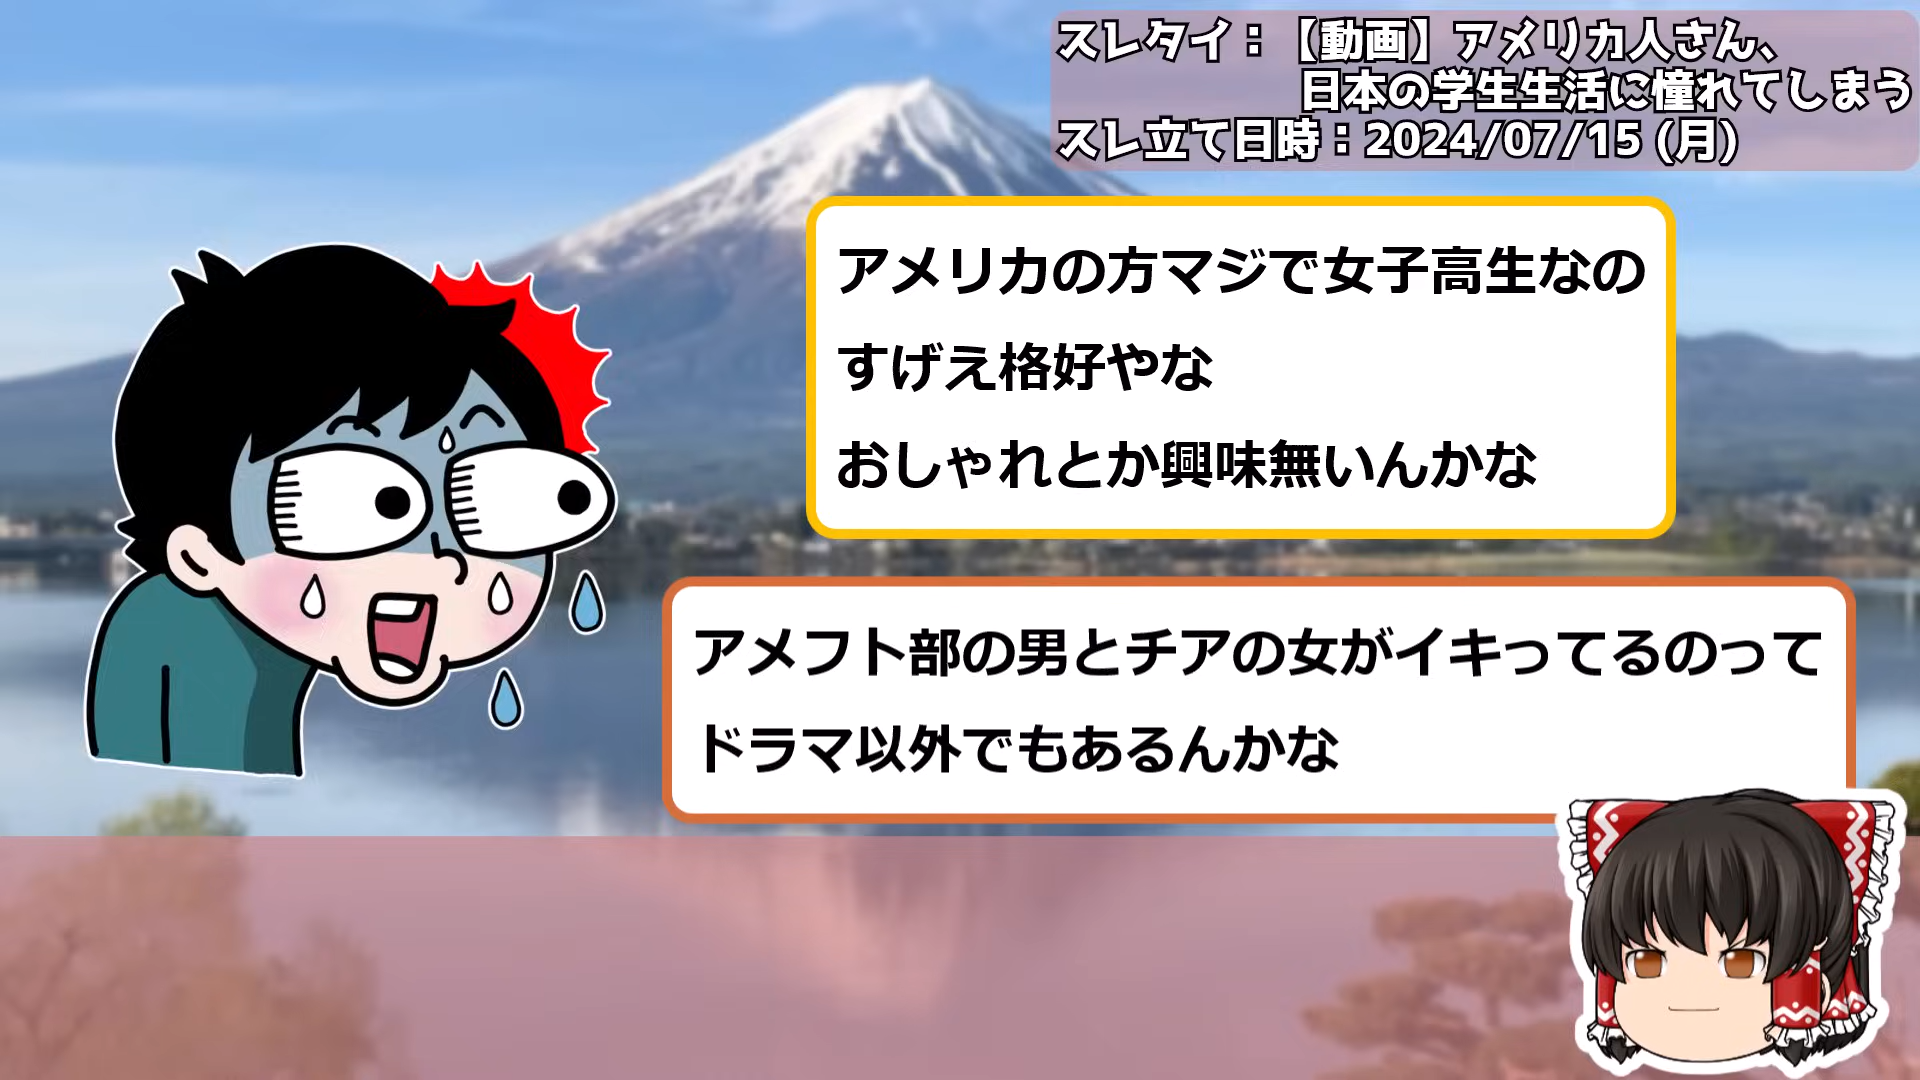 スレタイ：【動画】アメリカ人さん、
日本の学生生活に憧れてしまう
スレ立て日時：2024/07/15 (月)
アメリカの方マジで女子高生なの
すげえ格好やな
おしゃれとか興味無いんかな
アメフト部の男とチアの女がイキってるのって
ドラマ以外でもあるんかな